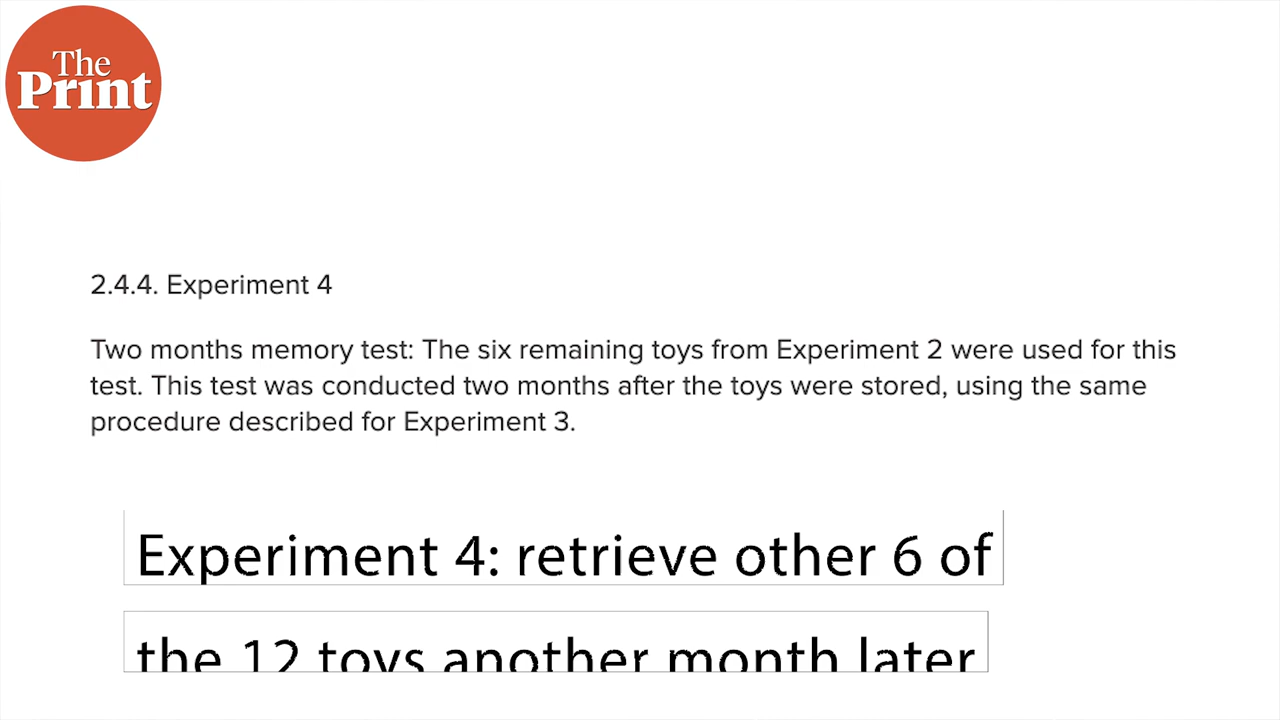 The
Print
2.4.4. Experiment 4
Two months memory test: The six remaining toys from Experiment 2 were used for this
test. This test was conducted two months after the toys were stored, using the same
procedure described for Experiment 3.
Experiment 4: retrieve other 6 of
the 12 toys another month later